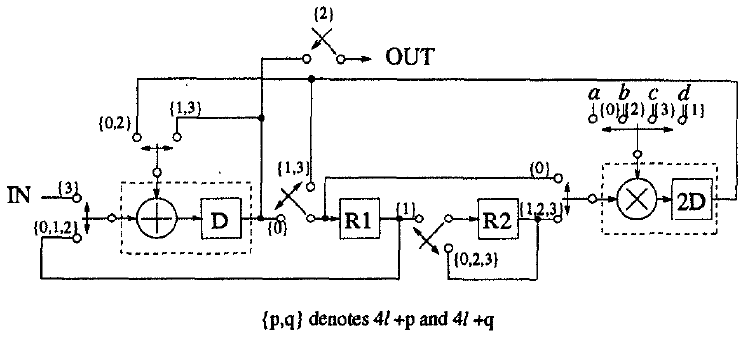 {2}
OUT
a b c d
{0} {2} {3} {1}
{0,2} {1,3}
{1,3} {0}
IN {3}
+ D {0} R1 {1} R2 {1,2,3} × 2D
{0,1,2} {0,2,3}
{p,q} denotes 4l +p and 4l +q